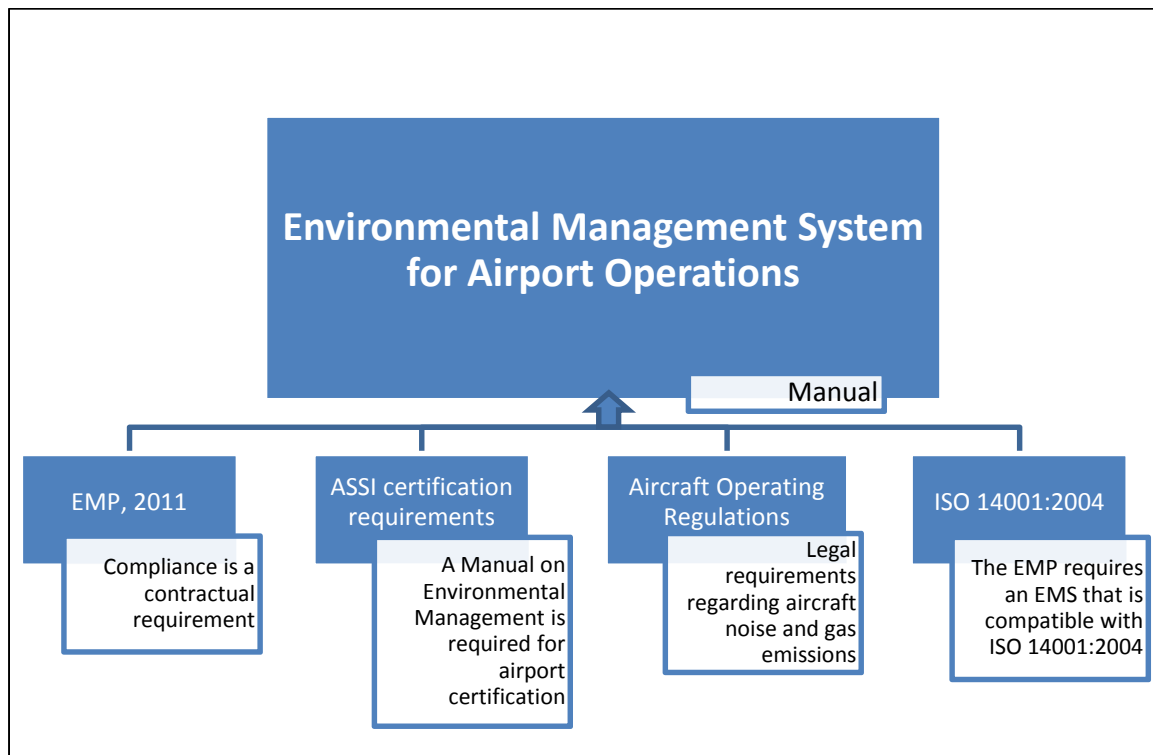 Environmental Management System
for Airport Operations
Manual
EMP, 2011
Compliance is a
contractual
requirement
ASSI certification
requirements
A Manual on
Environmental
Management is
required for
airport
certification
Aircraft Operating
Regulations
Legal
requirements
regarding aircraft
noise and gas
emissions
ISO 14001:2004
The EMP requires
an EMS that is
compatible with
ISO 14001:2004